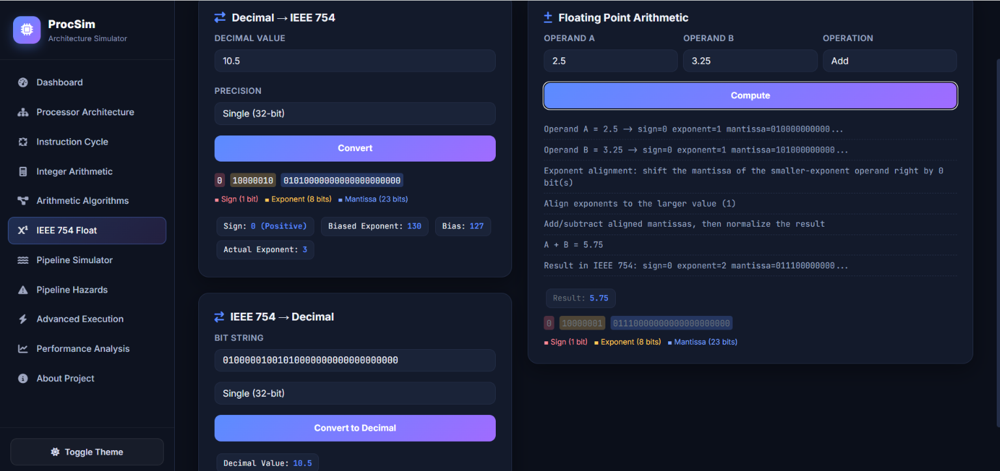 ProcSim
Architecture Simulator
Dashboard
Processor Architecture
Instruction Cycle
Integer Arithmetic
Arithmetic Algorithms
IEEE 754 Float
Pipeline Simulator
Pipeline Hazards
Advanced Execution
Performance Analysis
About Project
Toggle Theme
Decimal → IEEE 754
DECIMAL VALUE
10.5
PRECISION
Single (32-bit)
Convert
0 10000010 01010000000000000000000
Sign (1 bit) Exponent (8 bits) Mantissa (23 bits)
Sign: 0 (Positive) Biased Exponent: 130 Bias: 127
Actual Exponent: 3
IEEE 754 → Decimal
BIT STRING
01000001001010000000000000000000
Single (32-bit)
Convert to Decimal
Decimal Value: 10.5
Floating Point Arithmetic
OPERAND A OPERAND B OPERATION
2.5 3.25 Add
Compute
Operand A = 2.5 → sign=0 exponent=1 mantissa=010000000000...
Operand B = 3.25 → sign=0 exponent=1 mantissa=101000000000...
Exponent alignment: shift the mantissa of the smaller-exponent operand right by 0
bit(s)
Align exponents to the larger value (1)
Add/subtract aligned mantissas, then normalize the result
A + B = 5.75
Result in IEEE 754: sign=0 exponent=2 mantissa=011100000000...
Result: 5.75
0 10000001 01110000000000000000000
Sign (1 bit) Exponent (8 bits) Mantissa (23 bits)